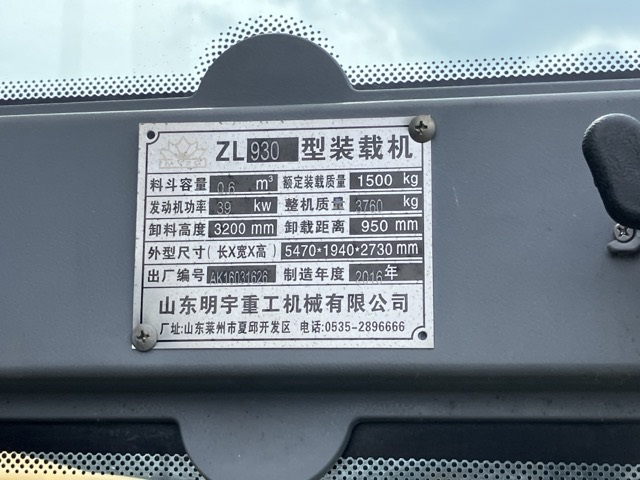 ZL 930 型装载机
料斗容量 0.6 m³ 额定装载质量 1500 kg
发动机功率 39 kw 整机质量 3760 kg
卸料高度 3200 mm 卸载距离 950 mm
外型尺寸(长X宽X高) 5470*1940*2730 mm
出厂编号 AK16031626 制造年度 2016年
山东明宇重工机械有限公司
厂址:山东莱州市夏邱开发区 电话:0535-2896666